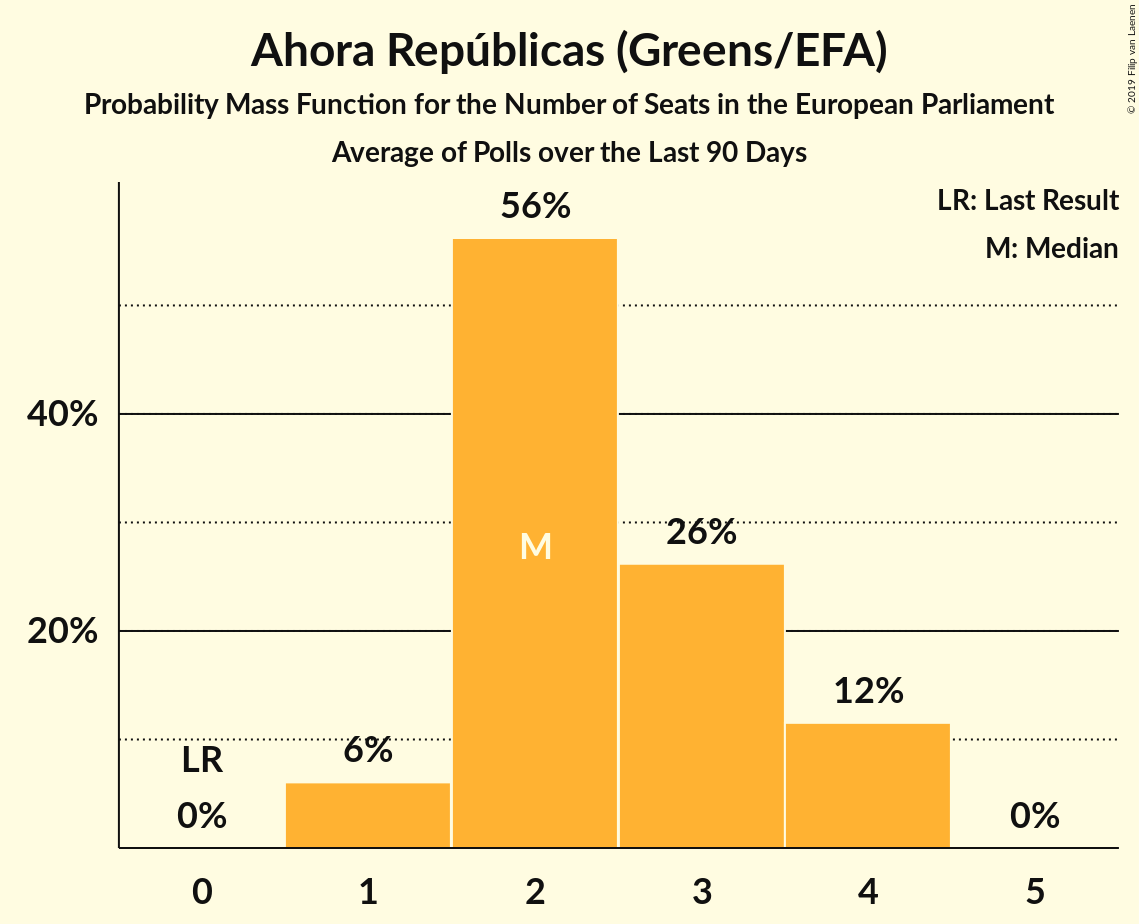 Ahora Repúblicas (Greens/EFA)
Probability Mass Function for the Number of Seats in the European Parliament
Average of Polls over the Last 90 Days
© 2019 Filip van Laenen
LR: Last Result
M: Median
56%
40%
M
26%
20%
12%
LR
6%
0%
0%
0 1 2 3 4 5